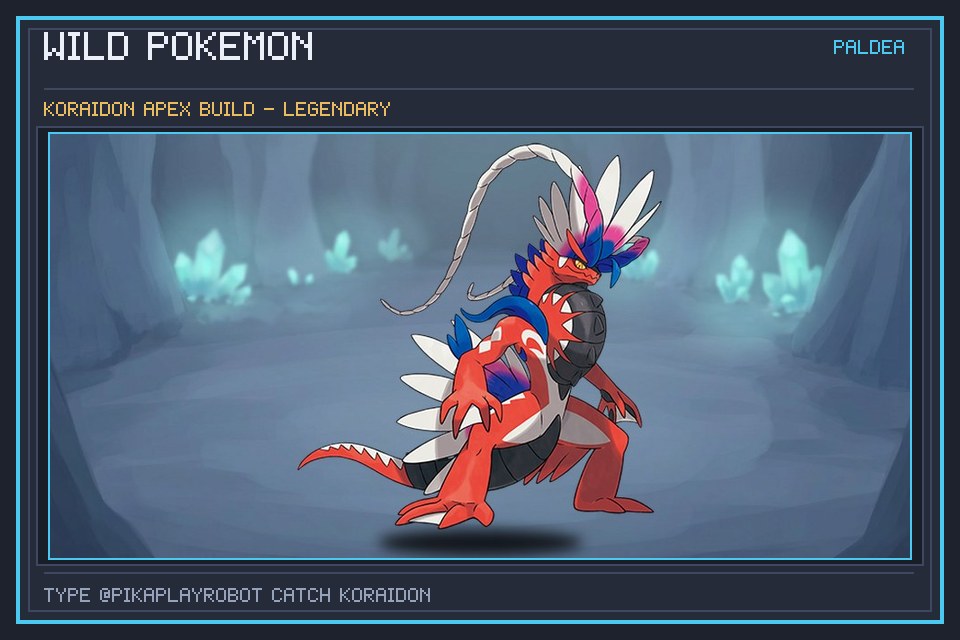 WILD POKEMON
PALDEA
KORAIDON APEX BUILD - LEGENDARY
TYPE @PIKAPLAYROBOT CATCH KORAIDON